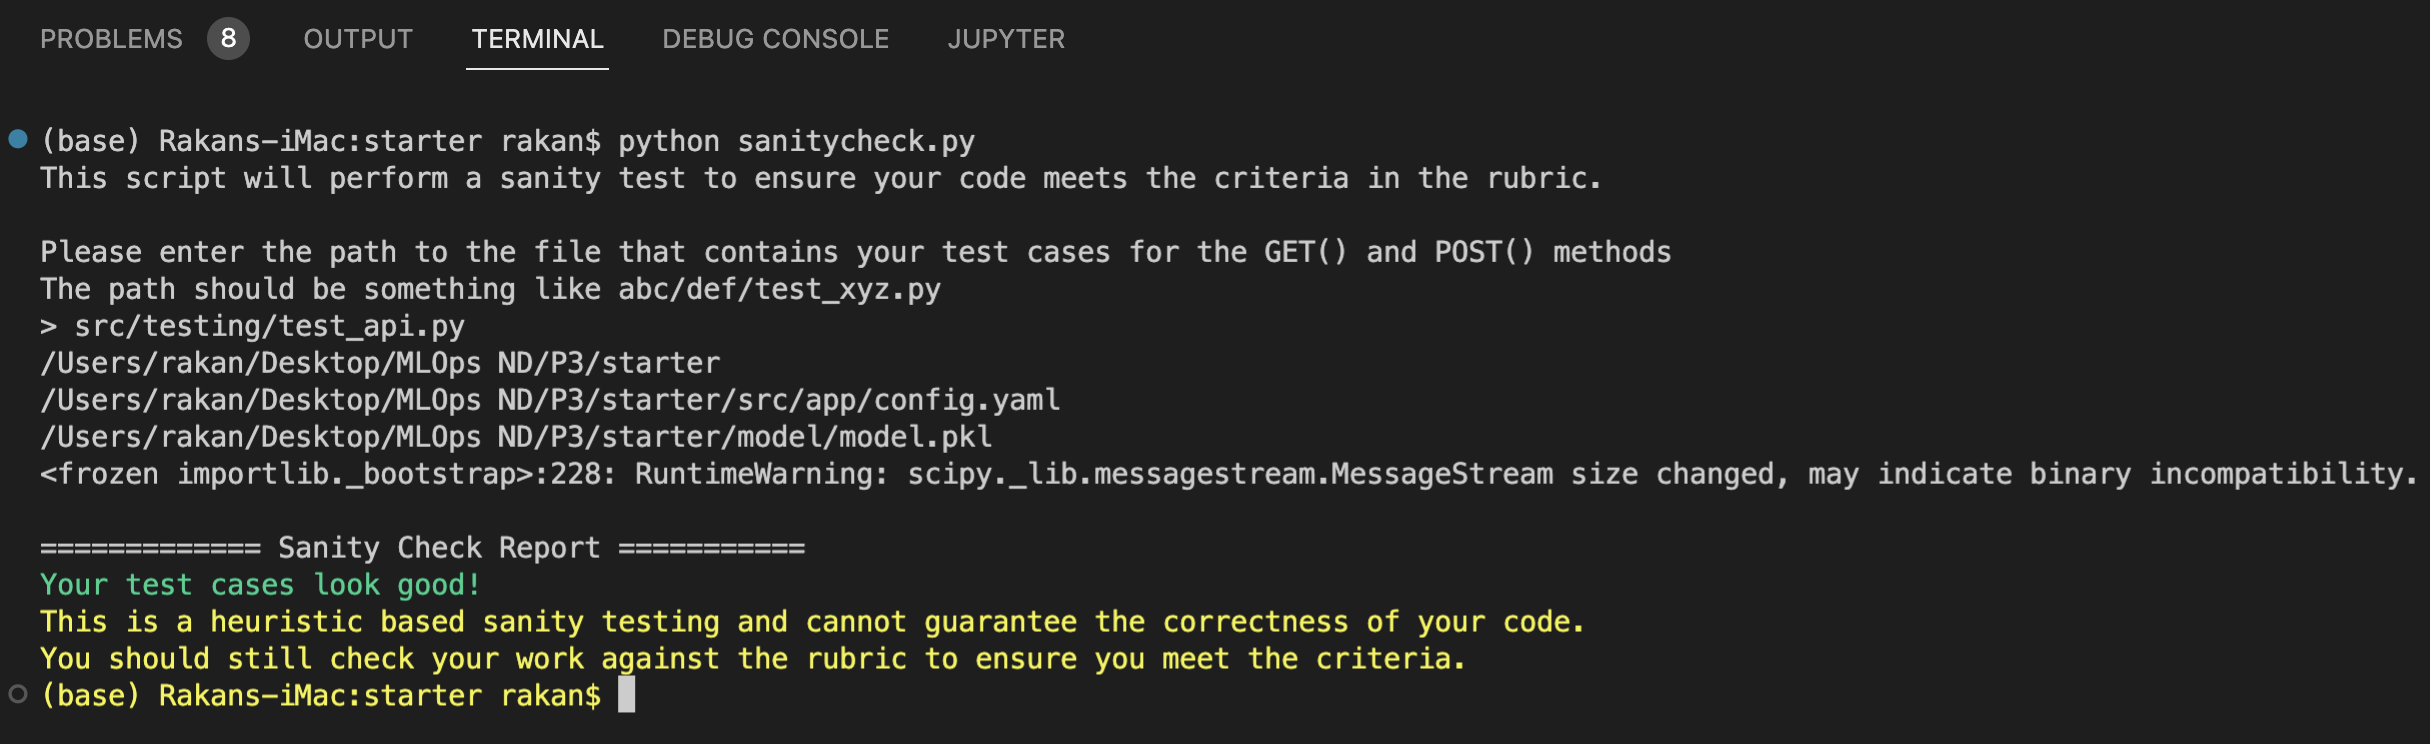 PROBLEMS 8 OUTPUT TERMINAL DEBUG CONSOLE JUPYTER
(base) Rakans-iMac:starter rakan$ python sanitycheck.py
This script will perform a sanity test to ensure your code meets the criteria in the rubric.
Please enter the path to the file that contains your test cases for the GET() and POST() methods
The path should be something like abc/def/test_xyz.py
> src/testing/test_api.py
/Users/rakan/Desktop/MLOps ND/P3/starter
/Users/rakan/Desktop/MLOps ND/P3/starter/src/app/config.yaml
/Users/rakan/Desktop/MLOps ND/P3/starter/model/model.pkl
<frozen importlib._bootstrap>:228: RuntimeWarning: scipy._lib.messagestream.MessageStream size changed, may indicate binary incompatibility.
============= Sanity Check Report ===========
Your test cases look good!
This is a heuristic based sanity testing and cannot guarantee the correctness of your code.
You should still check your work against the rubric to ensure you meet the criteria.
(base) Rakans-iMac:starter rakan$